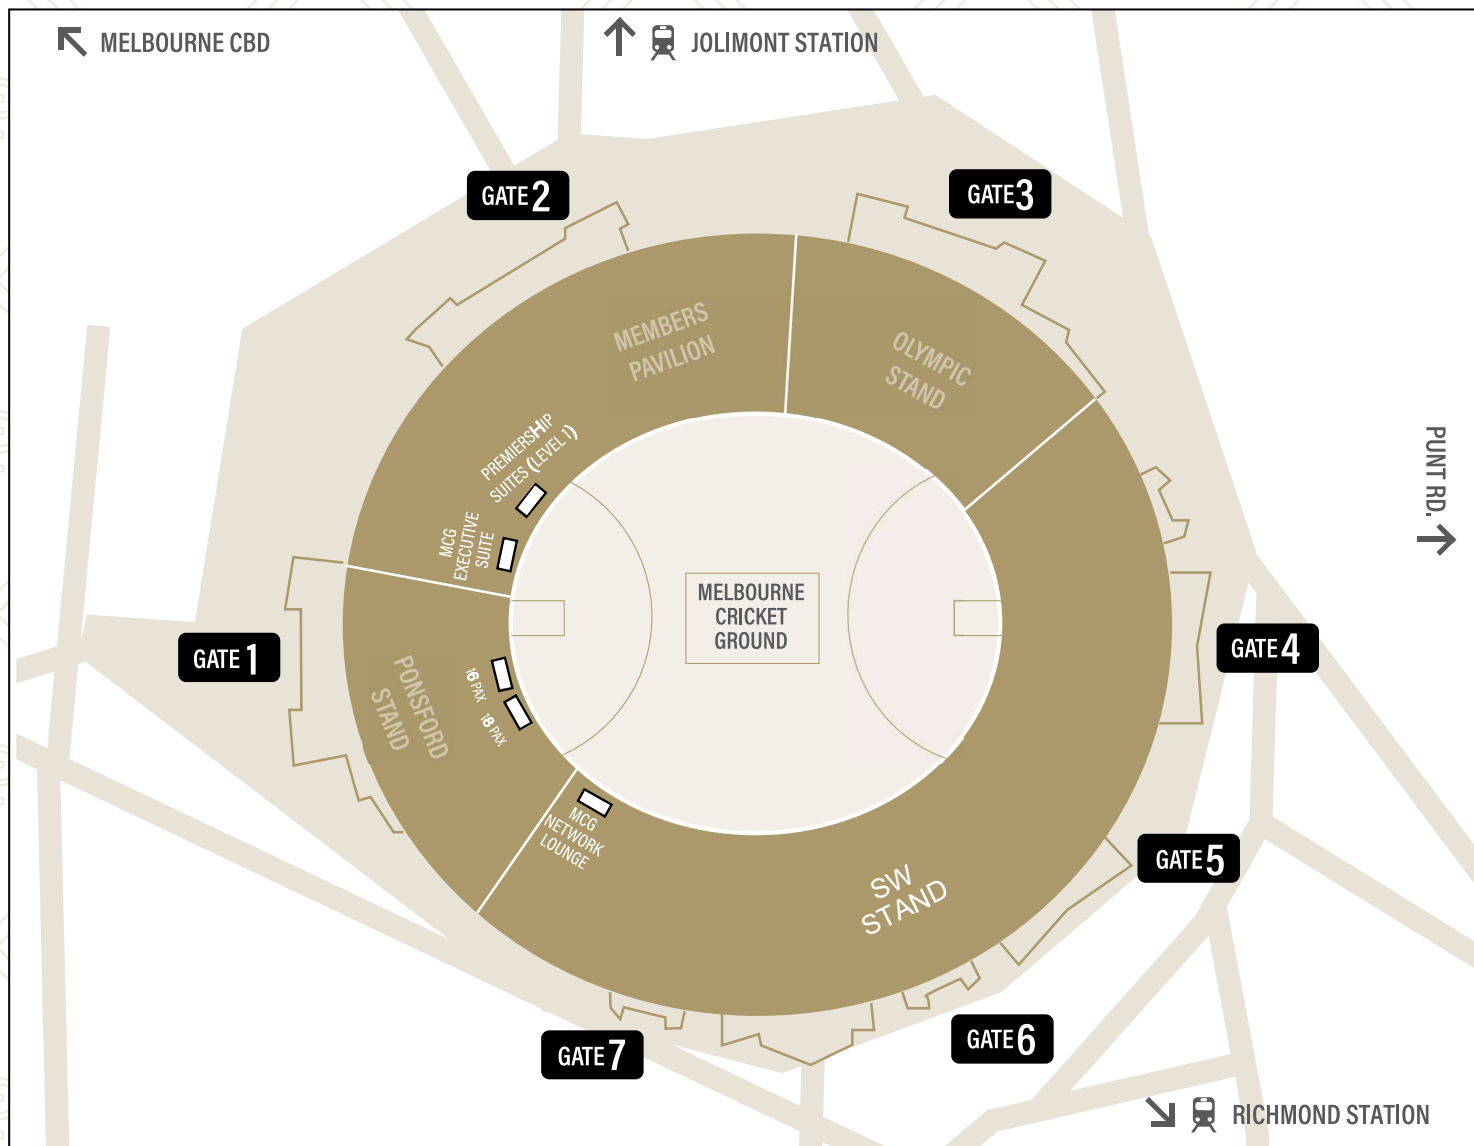 MELBOURNE CBD
JOLIMONT STATION
GATE 2
GATE 3
MEMBERS
PAVILION
OLYMPIC
STAND
PREMIERSHIP
SUITES (LEVEL 1)
PUNT RD.
MCG
EXECUTIVE
SUITE
MELBOURNE
CRICKET
GROUND
GATE 1
GATE 4
PONSFORD
STAND
16 PAX
18 PAX
MCG
NETWORK
LOUNGE
GATE 5
SW
STAND
GATE 6
GATE 7
RICHMOND STATION